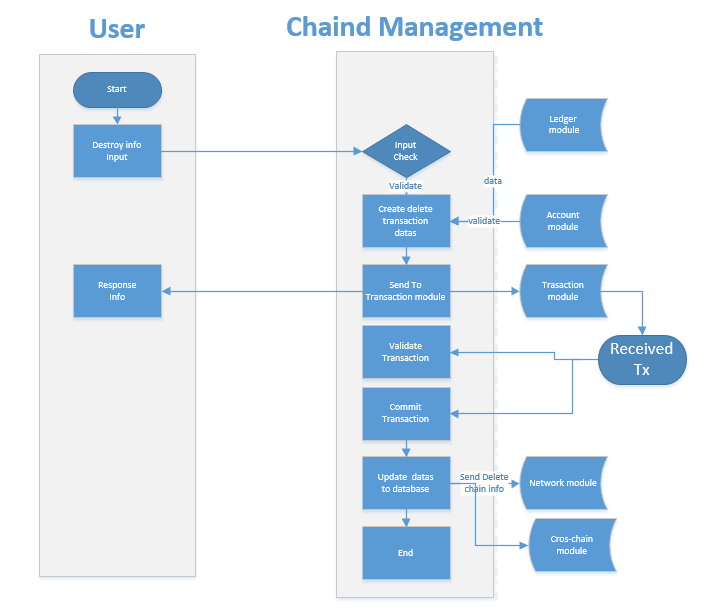 User
Chaind Management
Start
Destroy info
Input
Input
Check
Ledger
module
Validate
data
Create delete
transaction
datas
validate
Account
module
Response
Info
Send To
Transaction module
Trasaction
module
Validate
Transaction
Received
Tx
Commit
Transaction
Update datas
to database
Send Delete
chain info
Network module
End
Cros-chain
module